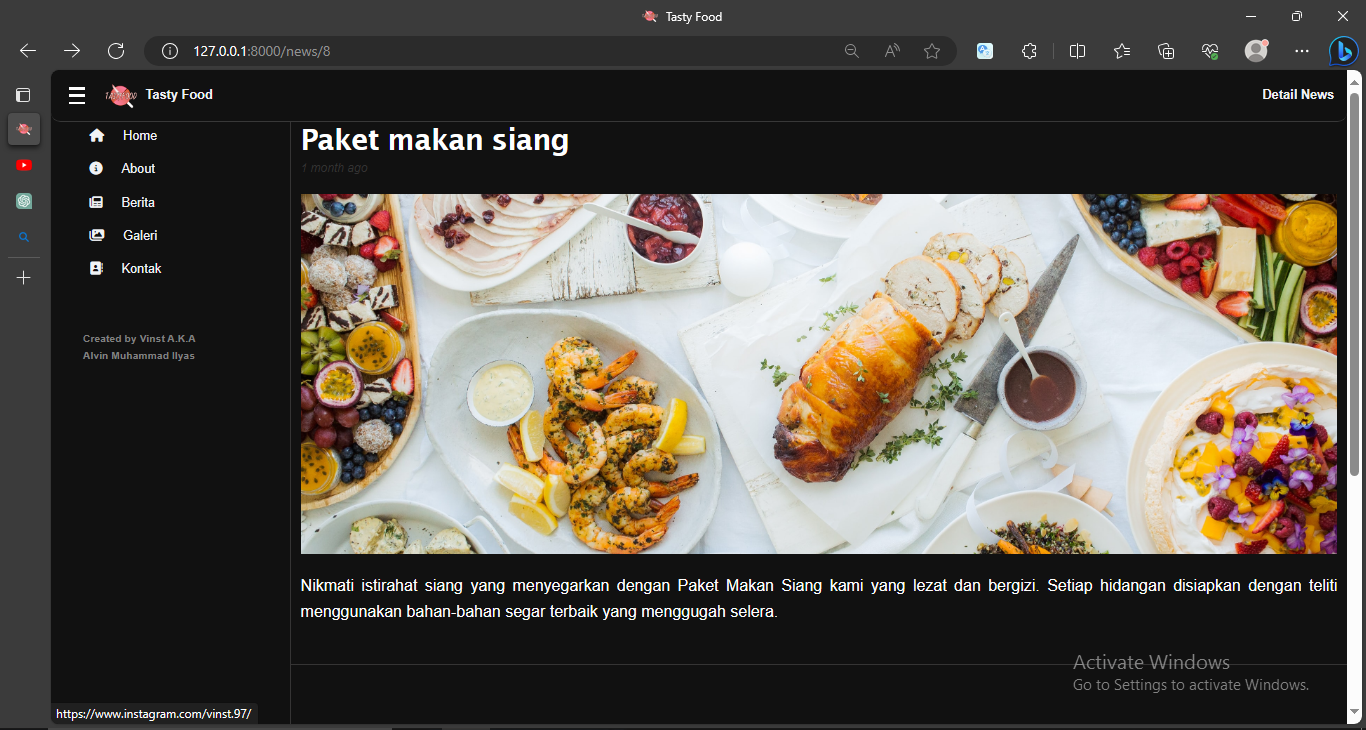 Tasty Food
127.0.0.1:8000/news/8
Tasty Food
Detail News
Home
About
Berita
Galeri
Kontak
Created by Vinst A.K.A
Alvin Muhammad Ilyas
Paket makan siang
1 month ago
Nikmati istirahat siang yang menyegarkan dengan Paket Makan Siang kami yang lezat dan bergizi. Setiap hidangan disiapkan dengan teliti
menggunakan bahan-bahan segar terbaik yang menggugah selera.
Activate Windows
Go to Settings to activate Windows.
https://www.instagram.com/vinst.97/